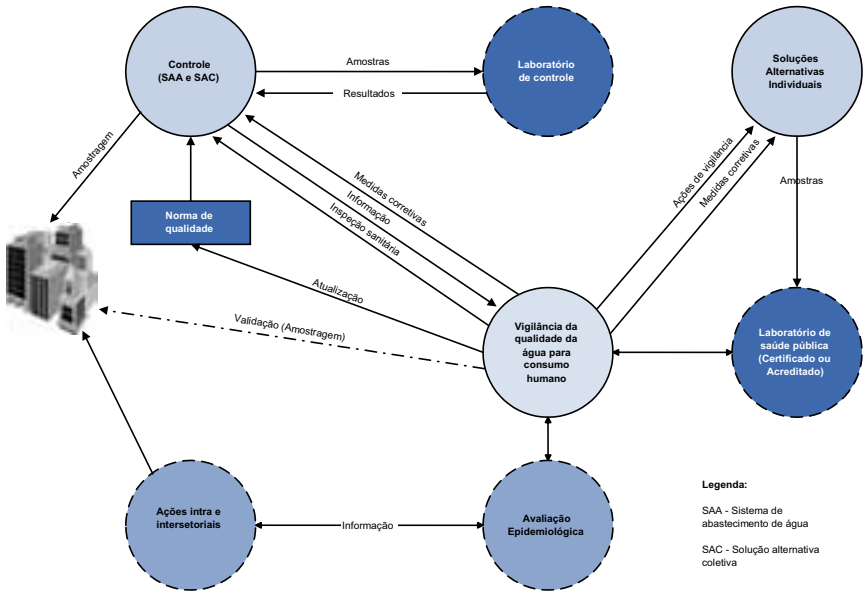 Controle
(SAA e SAC)
Amostras
Resultados
Laboratório
de controle
Soluções
Alternativas
Individuais
Amostragem
Norma de
qualidade
Medidas corretivas
Informação
Inspeção sanitária
Ações de vigilância
Medidas corretivas
Amostras
Atualização
Validação (Amostragem)
Vigilância da
qualidade da
água para
consumo
humano
Laboratório de
saúde pública
(Certificado ou
Acreditado)
Ações intra e
intersetoriais
Informação
Avaliação
Epidemiológica
Legenda:
SAA - Sistema de
abastecimento de água
SAC - Solução alternativa
coletiva